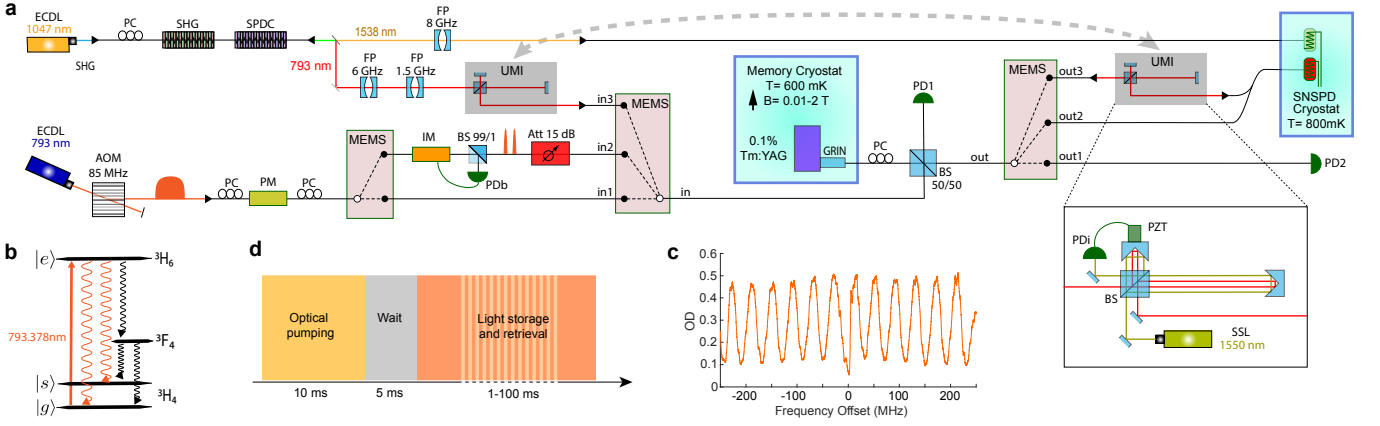 a
ECDL
1047 nm
PC
SHG
SHG
SPDC
1538 nm
793 nm
FP
8 GHz
FP
6 GHz
FP
1.5 GHz
UMI
in3
MEMS
in2
in1
in
ECDL
793 nm
AOM
85 MHz
PC
PM
PC
MEMS
IM
BS 99/1
Att 15 dB
PDb
Memory Cryostat
T= 600 mK
B= 0.01-2 T
0.1%
Tm:YAG
GRIN
PC
PD1
BS
50/50
out
MEMS
out3
out2
out1
UMI
SNSPD
Cryostat
T= 800mK
PD2
PDi
PZT
BS
SSL
1550 nm
b
|e⟩
³H₆
793.378nm
³F₄
|s⟩
³H₄
|g⟩
d
Optical
pumping
Wait
Light storage
and retrieval
10 ms
5 ms
1-100 ms
c
OD
0.6
0.5
0.4
0.3
0.2
0.1
0
-200
-100
0
100
200
Frequency Offset (MHz)